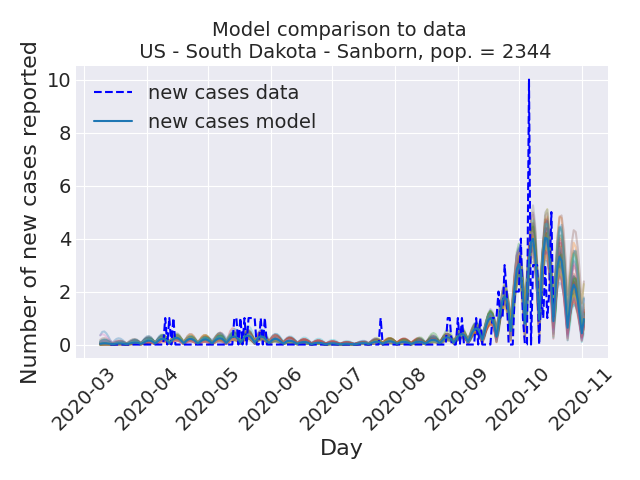 Model comparison to data
US - South Dakota - Sanborn, pop. = 2344
Number of new cases reported
10
8
6
4
2
0
new cases data
new cases model
2020-03
2020-04
2020-05
2020-06
2020-07
2020-08
2020-09
2020-10
2020-11
Day